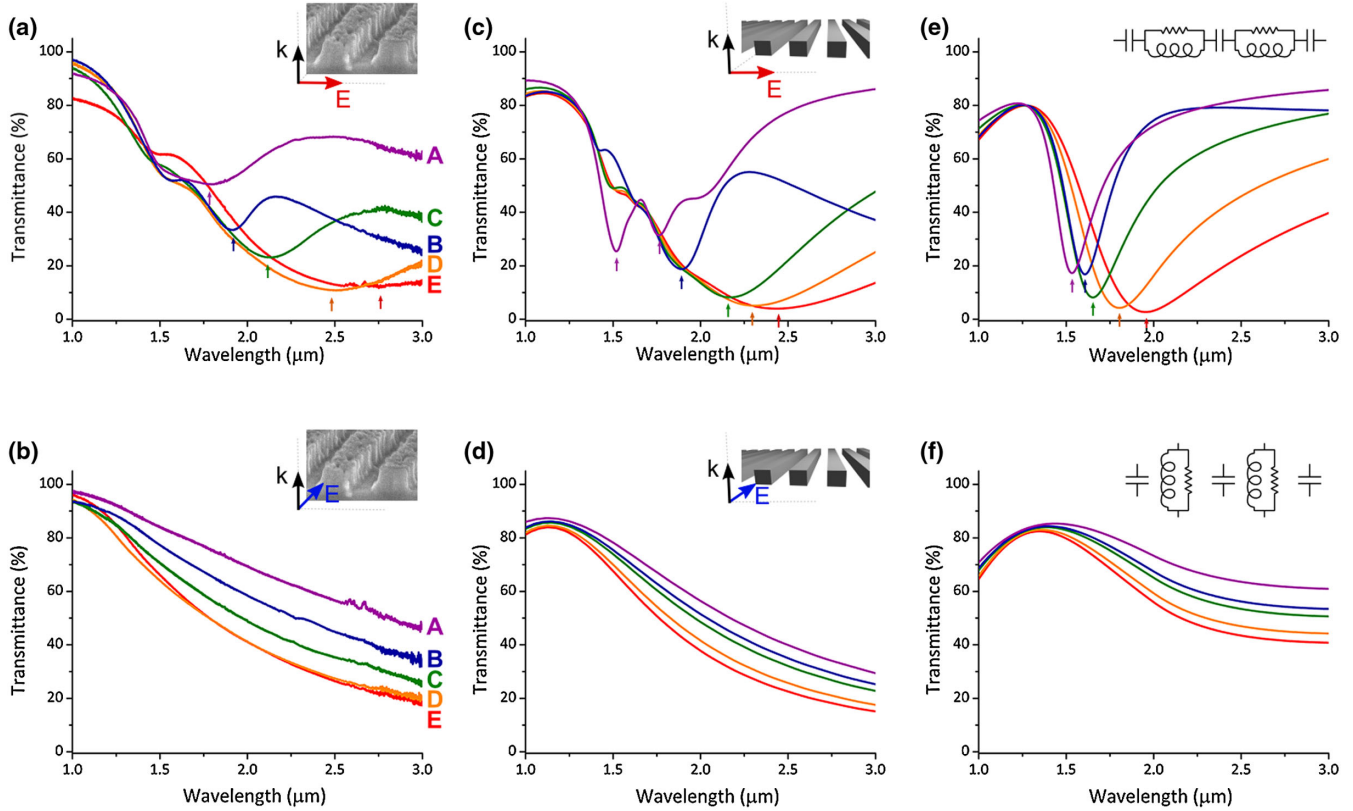 (a)
k
E
100
80
60
40
20
0
Transmittance (%)
A
C
B
D
E
1.0 1.5 2.0 2.5 3.0
Wavelength (μm)
(c)
k
E
100
80
60
40
20
0
Transmittance (%)
1.0 1.5 2.0 2.5 3.0
Wavelength (μm)
(e)
100
80
60
40
20
0
Transmittance (%)
1.0 1.5 2.0 2.5 3.0
Wavelength (μm)
(b)
k
E
100
80
60
40
20
0
Transmittance (%)
A
B
C
D
E
1.0 1.5 2.0 2.5 3.0
Wavelength (μm)
(d)
k
E
100
80
60
40
20
0
Transmittance (%)
1.0 1.5 2.0 2.5 3.0
Wavelength (μm)
(f)
100
80
60
40
20
0
Transmittance (%)
1.0 1.5 2.0 2.5 3.0
Wavelength (μm)